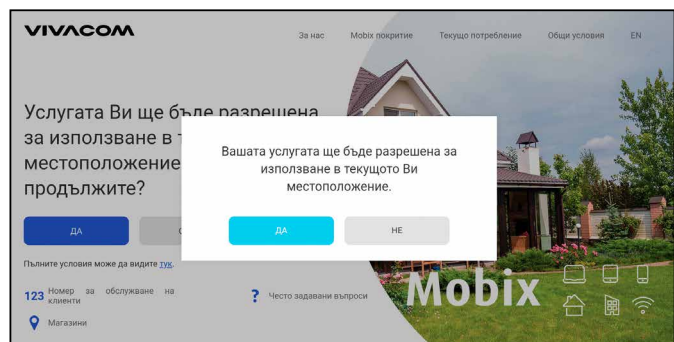 VIVACOM
За нас Mobix покритие Текущо потребление Общи условия EN
Услугата Ви ще бъде разрешена
за използване в
местоположение
продължите?
ДА
Вашата услугата ще бъде разрешена за
използване в текущото Ви
местоположение.
ДА НЕ
Пълните условия може да видите тук.
123 Номер за обслужване на
клиенти
? Често задавани въпроси
Магазини
Mobix